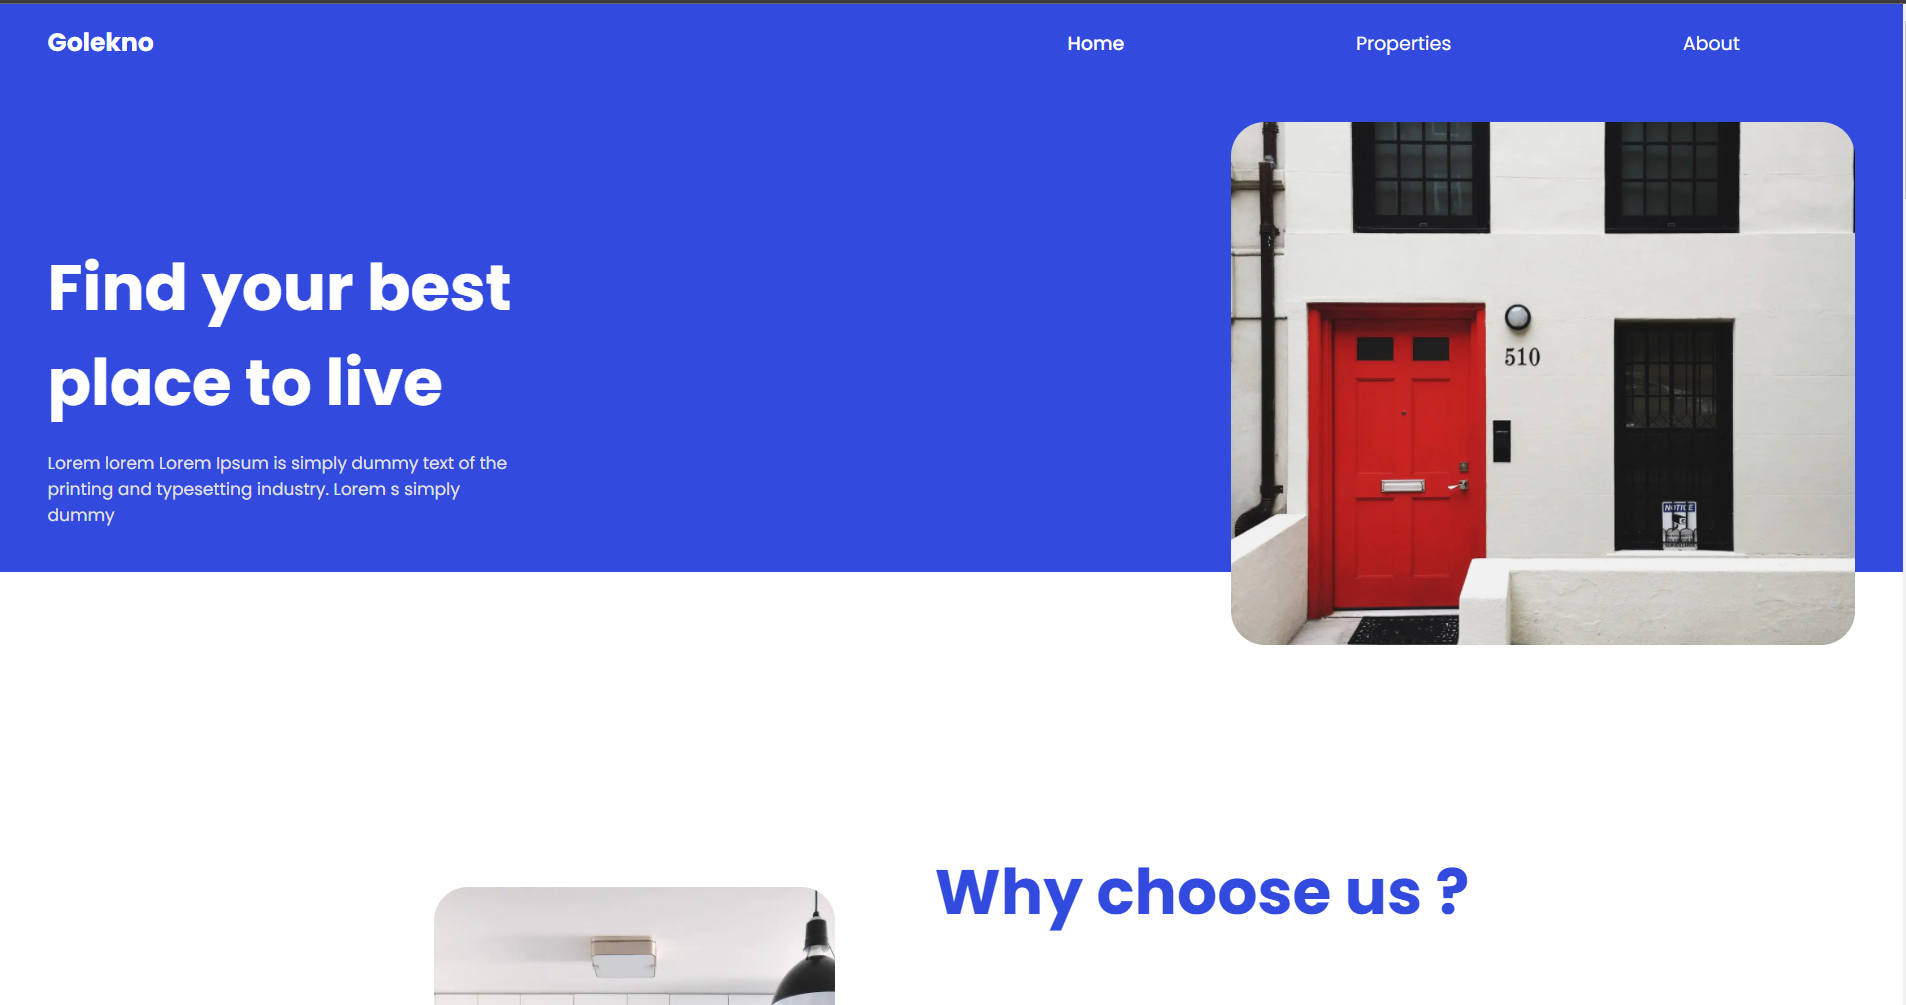 Golekno
Home
Properties
About
Find your best
place to live
Lorem lorem Lorem Ipsum is simply dummy text of the
printing and typesetting industry. Lorem s simply
dummy
510
NOTICE
Why choose us ?